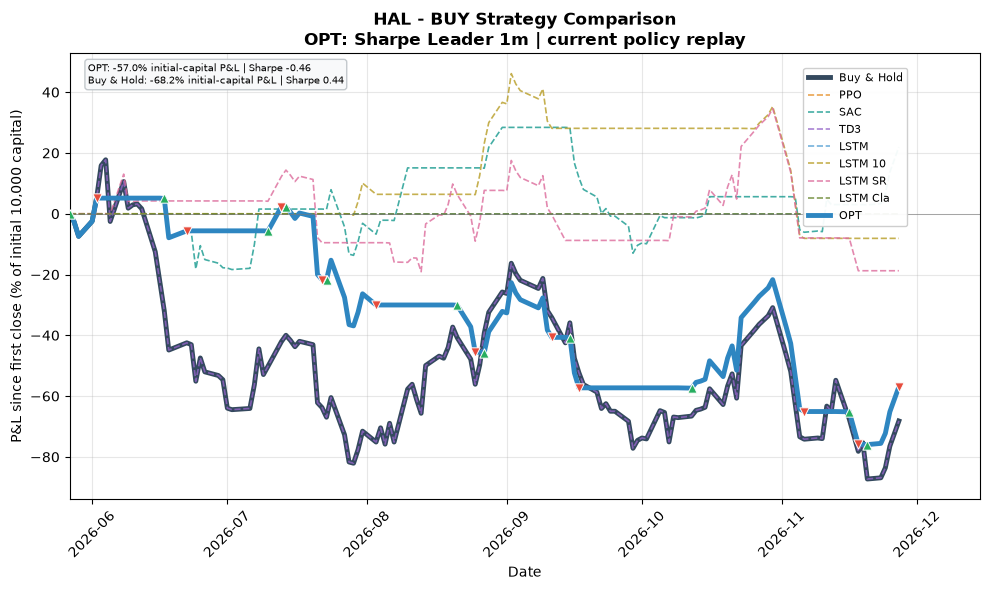 HAL - BUY Strategy Comparison
OPT: Sharpe Leader 1m | current policy replay
OPT: -57.0% initial-capital P&L | Sharpe -0.46
Buy & Hold: -68.2% initial-capital P&L | Sharpe 0.44
Buy & Hold
PPO
SAC
TD3
LSTM
LSTM 10
LSTM SR
LSTM Cla
OPT
P&L since first close (% of initial 10,000 capital)
40
20
0
−20
−40
−60
−80
2026-06
2026-07
2026-08
2026-09
2026-10
2026-11
2026-12
Date